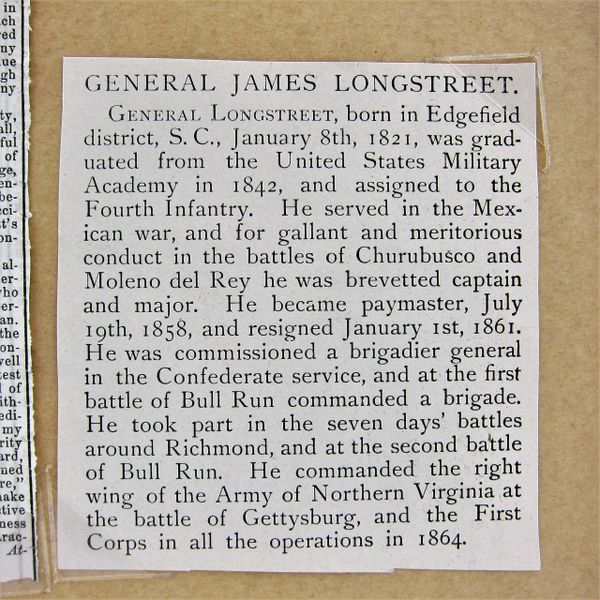 GENERAL JAMES LONGSTREET.
GENERAL LONGSTREET, born in Edgefield
district, S. C., January 8th, 1821, was grad-
uated from the United States Military
Academy in 1842, and assigned to the
Fourth Infantry. He served in the Mex-
ican war, and for gallant and meritorious
conduct in the battles of Churubusco and
Moleno del Rey he was brevetted captain
and major. He became paymaster, July
19th, 1858, and resigned January 1st, 1861.
He was commissioned a brigadier general
in the Confederate service, and at the first
battle of Bull Run commanded a brigade.
He took part in the seven days' battles
around Richmond, and at the second battle
of Bull Run. He commanded the right
wing of the Army of Northern Virginia at
the battle of Gettysburg, and the First
Corps in all the operations in 1864.